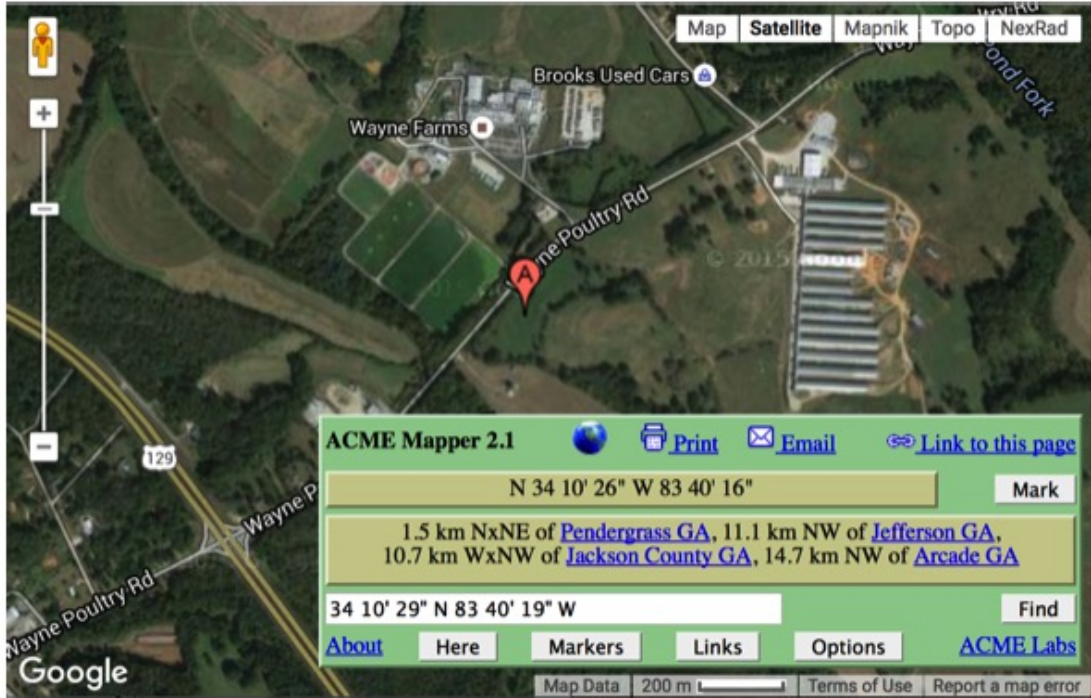 Map Satellite Mapnik Topo NexRad
Pond Fork
Brooks Used Cars
Wayne Farms
Wayne Poultry Rd
129
ACME Mapper 2.1 Print Email Link to this page
N 34 10' 26" W 83 40' 16" Mark
1.5 km NxNE of Pendergrass GA, 11.1 km NW of Jefferson GA,
10.7 km WxNW of Jackson County GA, 14.7 km NW of Arcade GA
34 10' 29" N 83 40' 19" W Find
About Here Markers Links Options ACME Labs
A
Wayne P
Wayne Poultry Rd
Google
Map Data 200 m Terms of Use Report a map error